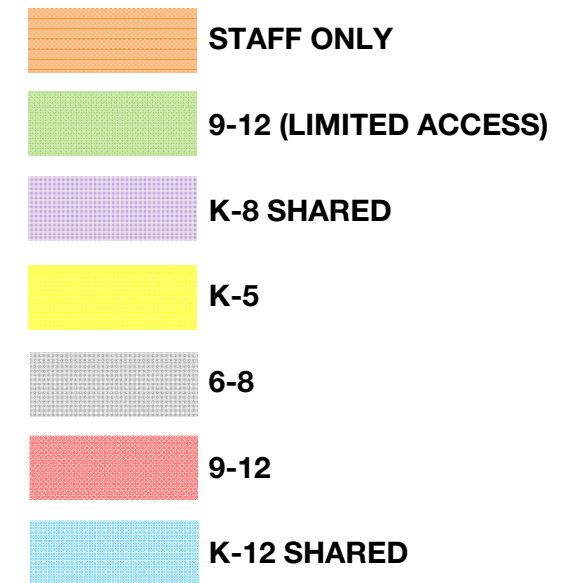 STAFF ONLY
9-12 (LIMITED ACCESS)
K-8 SHARED
K-5
6-8
9-12
K-12 SHARED